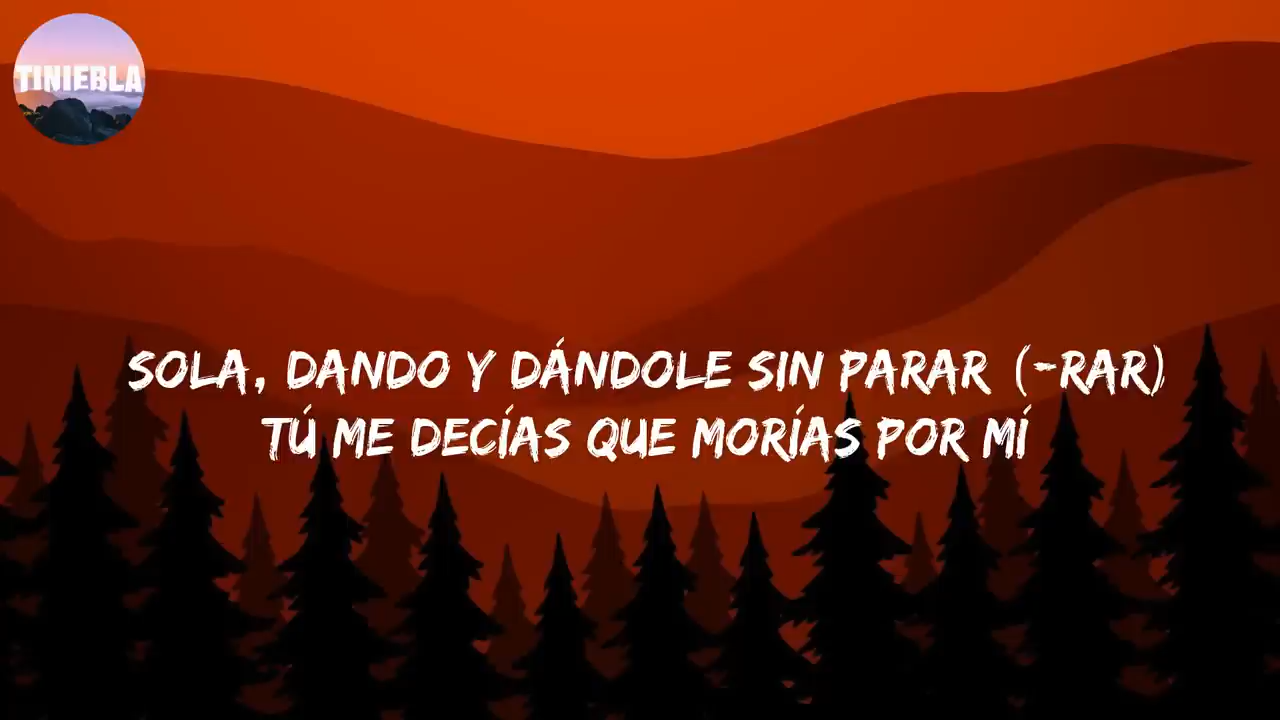 TINIEBLA
SOLA, DANDO Y DÁNDOLE SIN PARAR (-RAR)
TÚ ME DECÍAS QUE MORÍAS POR MÍ